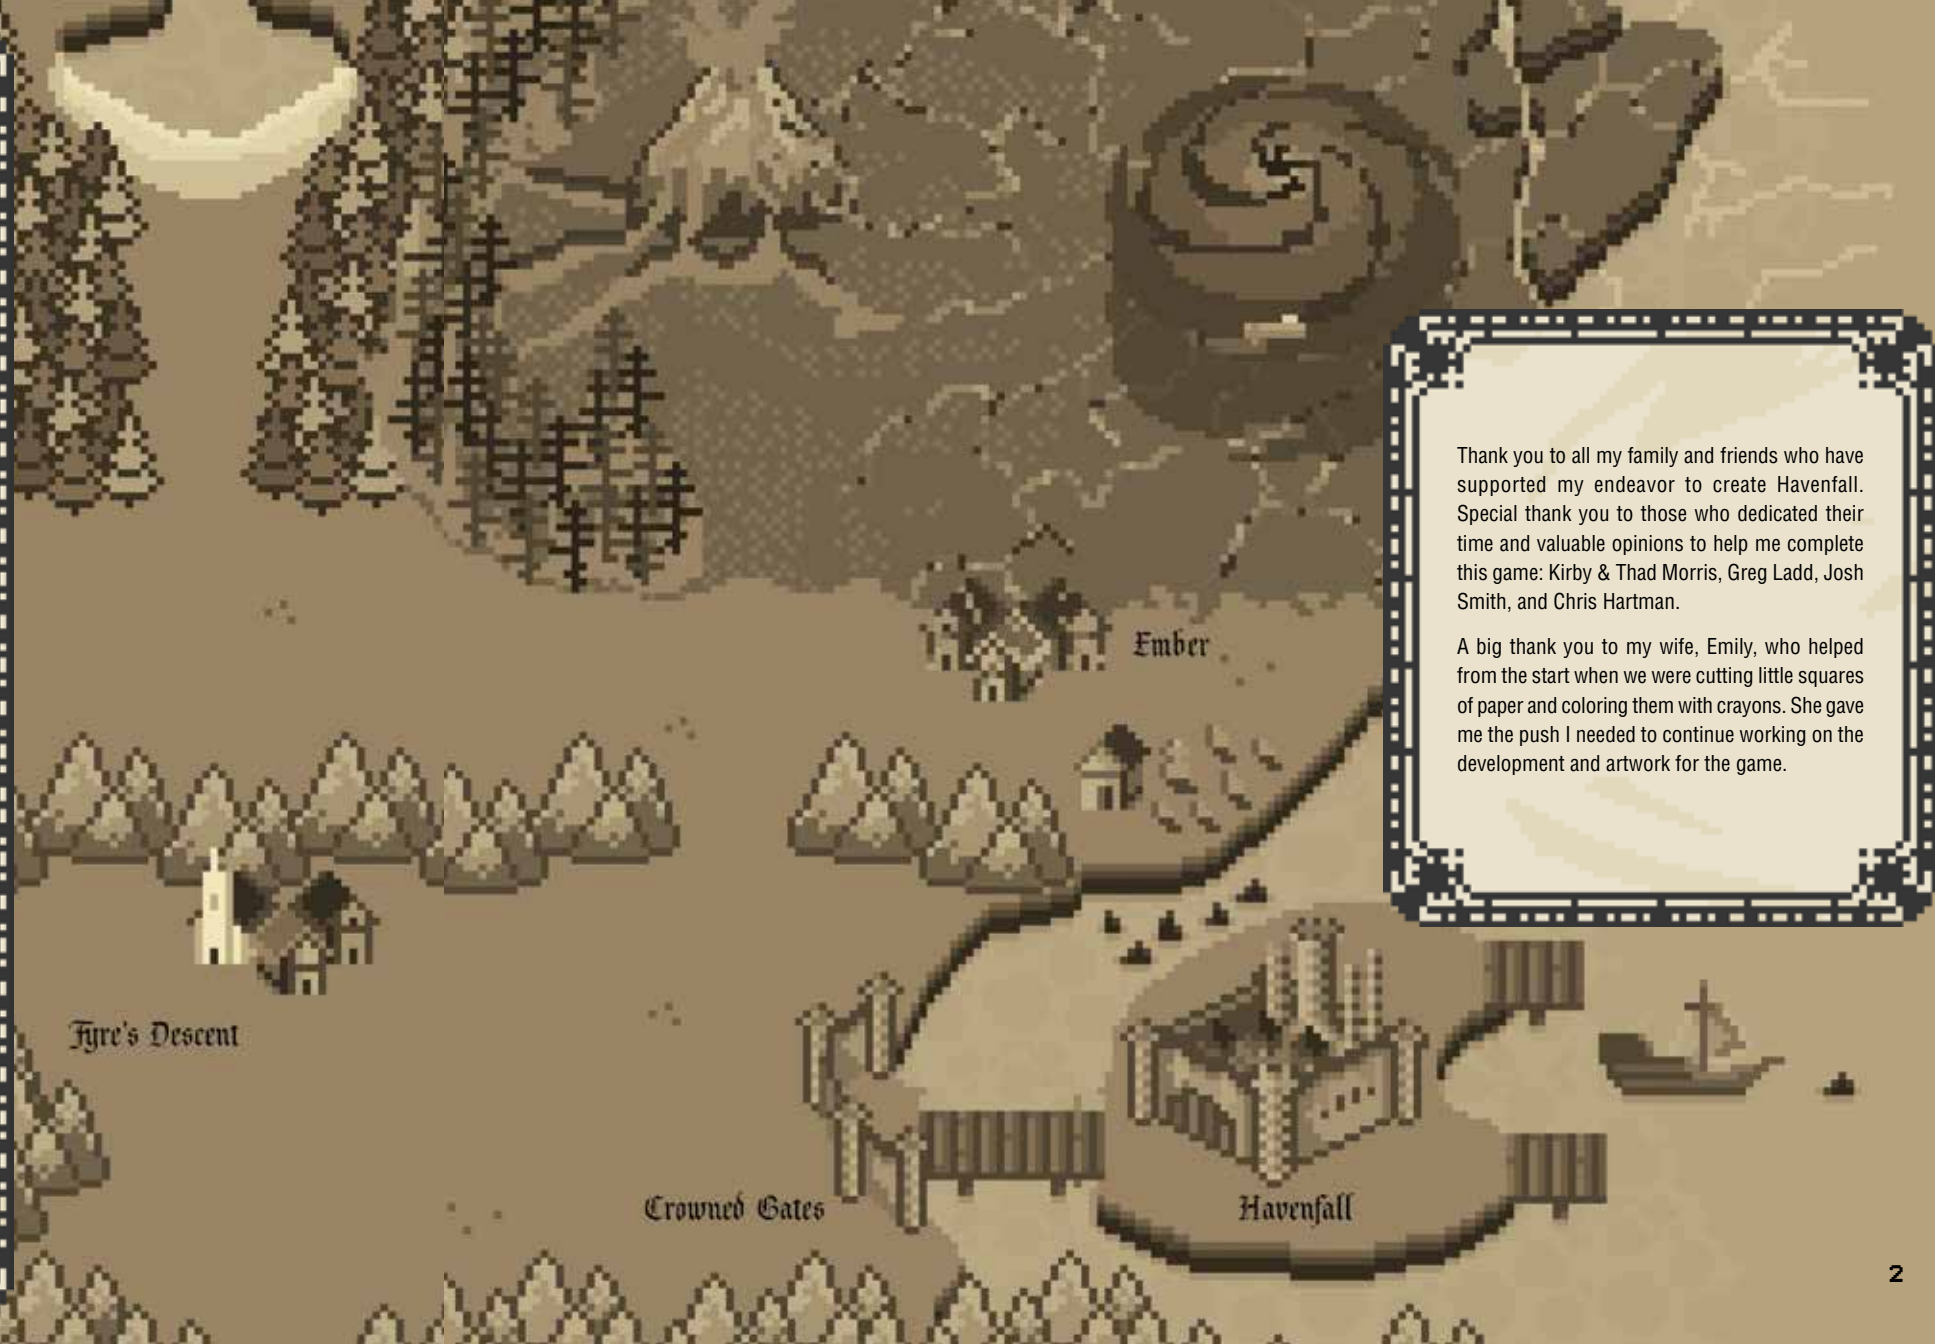 Thank you to all my family and friends who have
supported my endeavor to create Havenfall.
Special thank you to those who dedicated their
time and valuable opinions to help me complete
this game: Kirby & Thad Morris, Greg Ladd, Josh
Smith, and Chris Hartman.
A big thank you to my wife, Emily, who helped
from the start when we were cutting little squares
of paper and coloring them with crayons. She gave
me the push I needed to continue working on the
development and artwork for the game.
Ember
Fyre's Descent
Crowned Gates
Havenfall
2